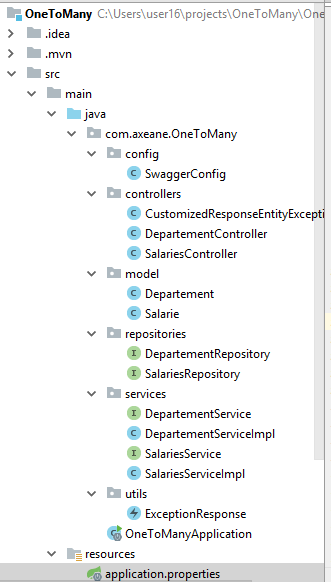 OneToMany C:\Users\user16\projects\OneToMany\One
.idea
.mvn
src
main
java
com.axeane.OneToMany
config
SwaggerConfig
controllers
CustomizedResponseEntityExcepti
DepartementController
SalariesController
model
Departement
Salarie
repositories
DepartementRepository
SalariesRepository
services
DepartementService
DepartementServiceImpl
SalariesService
SalariesServiceImpl
utils
ExceptionResponse
OneToManyApplication
resources
application.properties